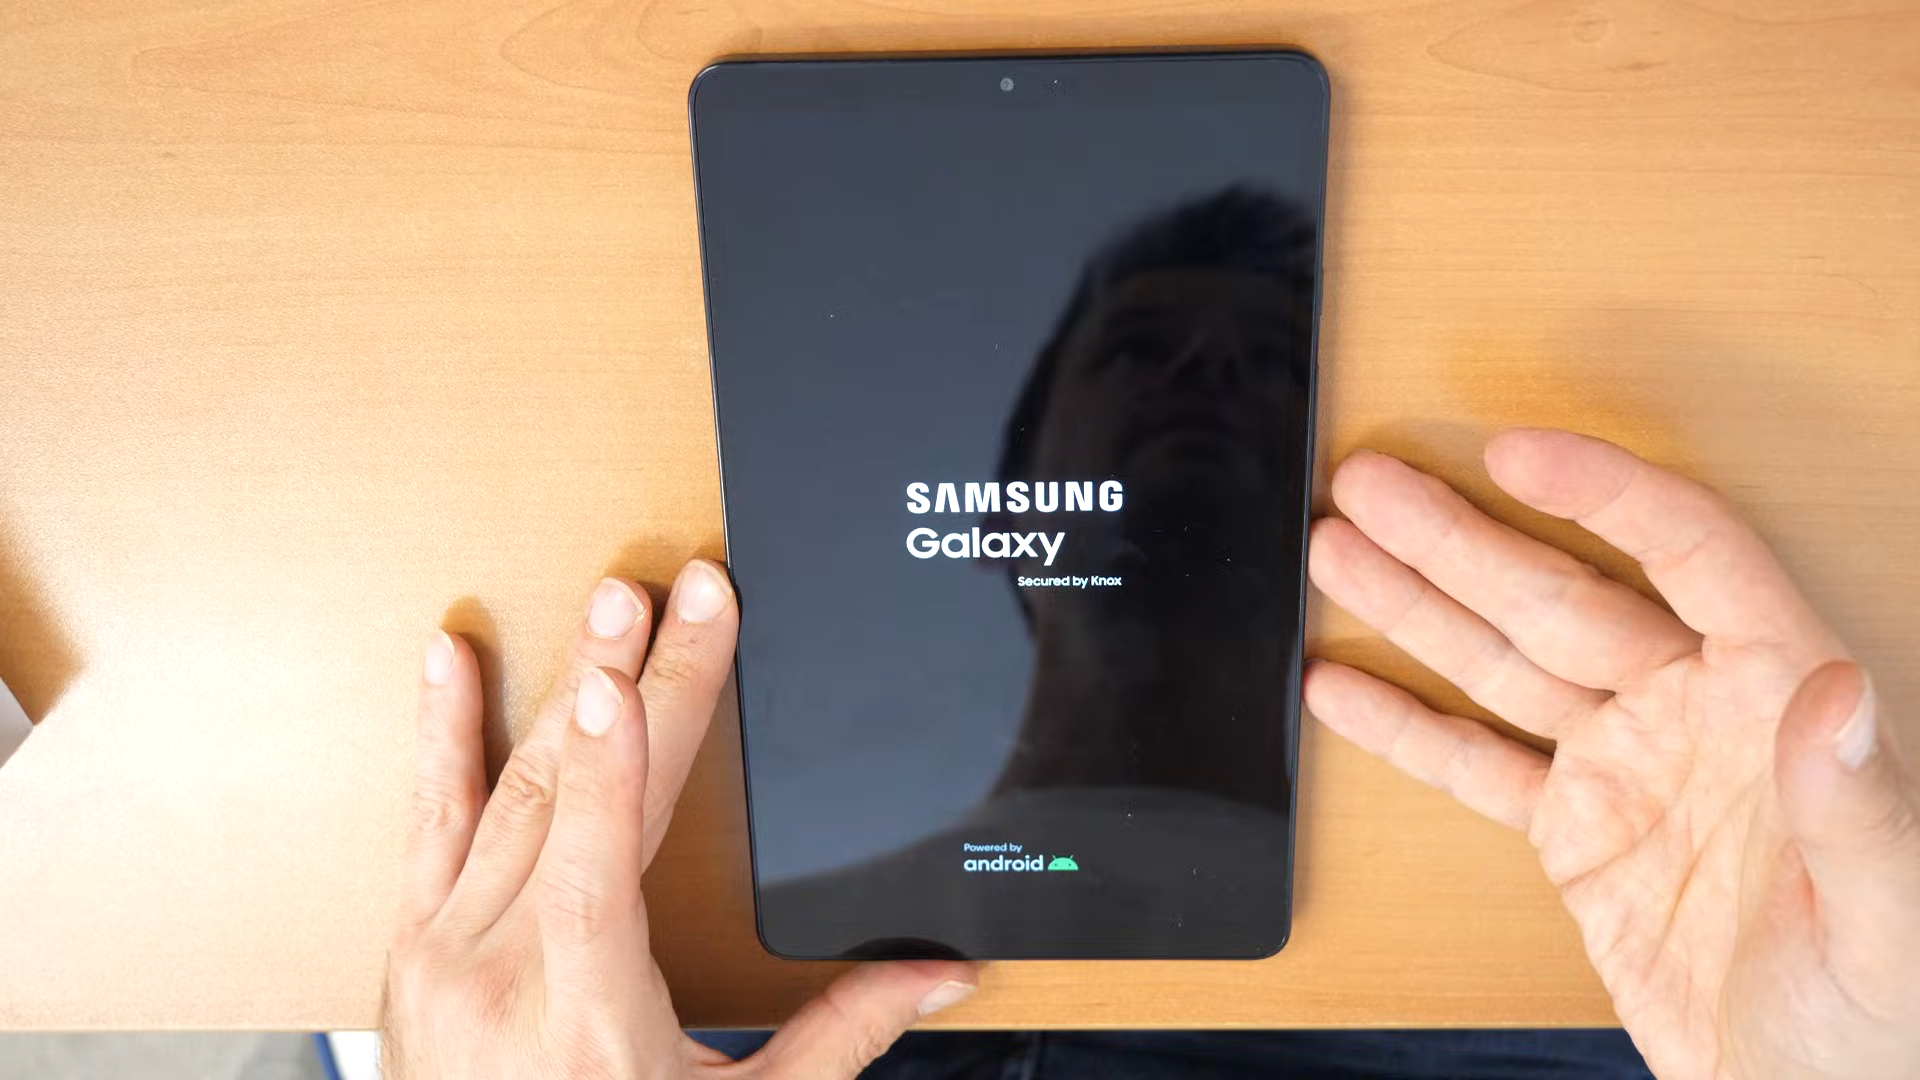 SAMSUNG
Galaxy
Secured by Knox
Powered by
android